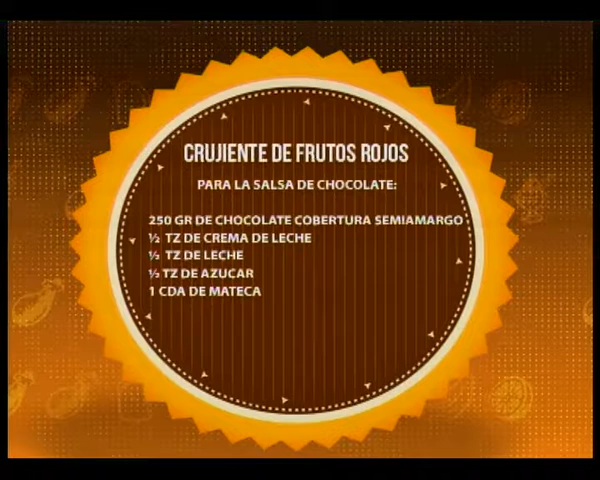 CRUJIENTE DE FRUTOS ROJOS
PARA LA SALSA DE CHOCOLATE:
250 GR DE CHOCOLATE COBERTURA SEMIAMARGO
½ TZ DE CREMA DE LECHE
½ TZ DE LECHE
½ TZ DE AZUCAR
1 CDA DE MATECA